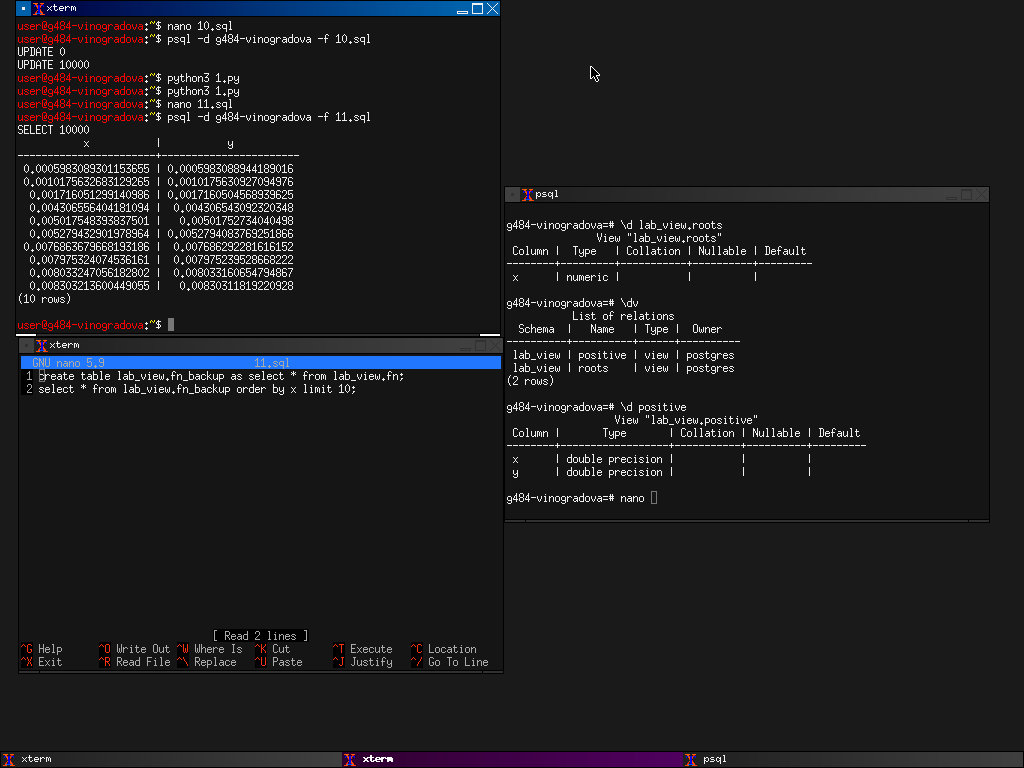 xterm
user@g484-vinogradova:~$ nano 10.sql
user@g484-vinogradova:~$ psql -d g484-vinogradova -f 10.sql
UPDATE 0
UPDATE 10000
user@g484-vinogradova:~$ python3 1.py
user@g484-vinogradova:~$ python3 1.py
user@g484-vinogradova:~$ nano 11.sql
user@g484-vinogradova:~$ psql -d g484-vinogradova -f 11.sql
SELECT 10000
x | y
-----------------------+-----------------------
0.0005983089301153655 | 0.0005983088944189016
0.0010175632683129265 | 0.0010175630927094976
0.001716051299140986 | 0.0017160504568939625
0.004306556404181094 | 0.004306543092320348
0.005017548393837501 | 0.00501752734040498
0.005279432901978964 | 0.0052794083769251866
0.0076863679668193186 | 0.007686292281616152
0.007975324074536161 | 0.007975239528668222
0.008033247056182802 | 0.008033160654794867
0.008303213600449055 | 0.00830311819220928
(10 rows)
user@g484-vinogradova:~$
xterm
GNU nano 5.9 11.sql
1 create table lab_view.fn_backup as select * from lab_view.fn;
2 select * from lab_view.fn_backup order by x limit 10;
[ Read 2 lines ]
^G Help ^O Write Out ^W Where Is ^K Cut ^T Execute ^C Location
^X Exit ^R Read File ^\ Replace ^U Paste ^J Justify ^/ Go To Line
psql
g484-vinogradova=# \d lab_view.roots
View "lab_view.roots"
Column | Type | Collation | Nullable | Default
--------+---------+-----------+----------+---------
x | numeric | | |
g484-vinogradova=# \dv
List of relations
Schema | Name | Type | Owner
----------+----------+------+----------
lab_view | positive | view | postgres
lab_view | roots | view | postgres
(2 rows)
g484-vinogradova=# \d positive
View "lab_view.positive"
Column | Type | Collation | Nullable | Default
--------+------------------+-----------+----------+---------
x | double precision | | |
y | double precision | | |
g484-vinogradova=# nano
xterm
xterm
psql